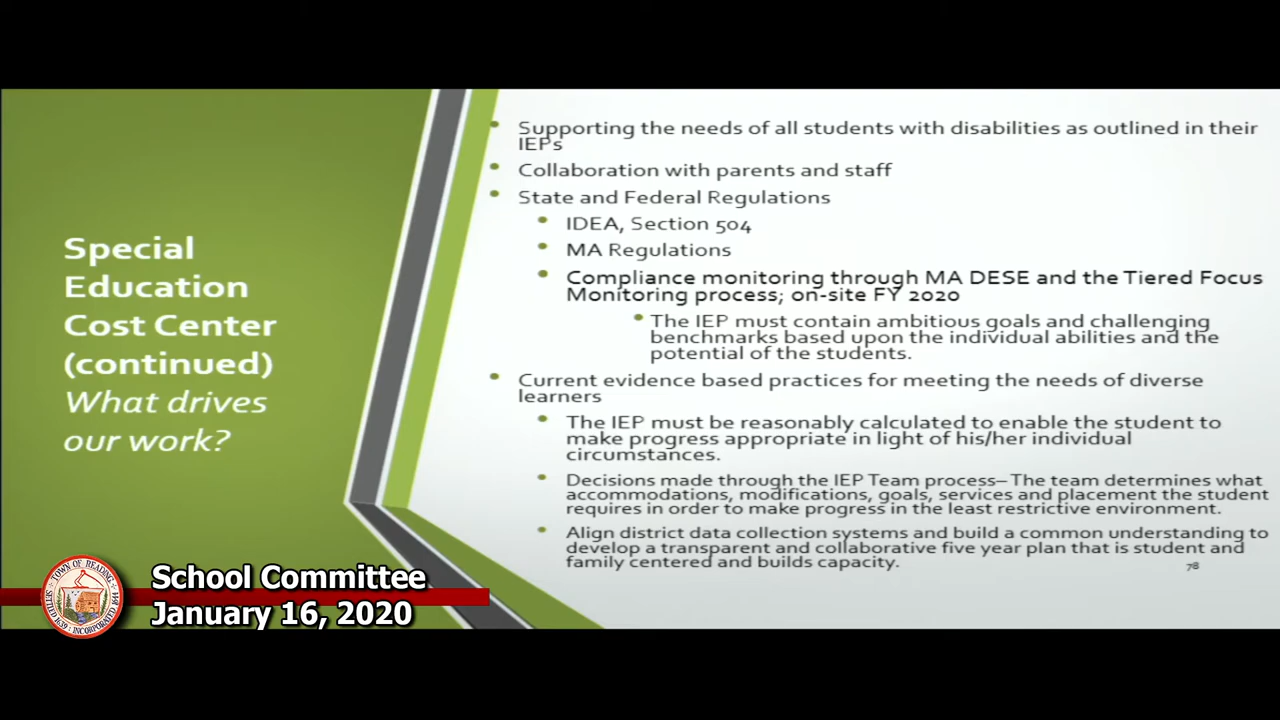 Special
Education
Cost Center
(continued)
What drives
our work?
• Supporting the needs of all students with disabilities as outlined in their
IEPs
• Collaboration with parents and staff
• State and Federal Regulations
• IDEA, Section 504
• MA Regulations
• Compliance monitoring through MA DESE and the Tiered Focus
Monitoring process; on-site FY 2020
• The IEP must contain ambitious goals and challenging
benchmarks based upon the individual abilities and the
potential of the students.
• Current evidence based practices for meeting the needs of diverse
learners
• The IEP must be reasonably calculated to enable the student to
make progress appropriate in light of his/her individual
circumstances.
• Decisions made through the IEP Team process– The team determines what
accommodations, modifications, goals, services and placement the student
requires in order to make progress in the least restrictive environment.
• Align district data collection systems and build a common understanding to
develop a transparent and collaborative five year plan that is student and
family centered and builds capacity.
78
TOWN OF READING
SETTLED 1639 INCORPORATED 1644
School Committee
January 16, 2020